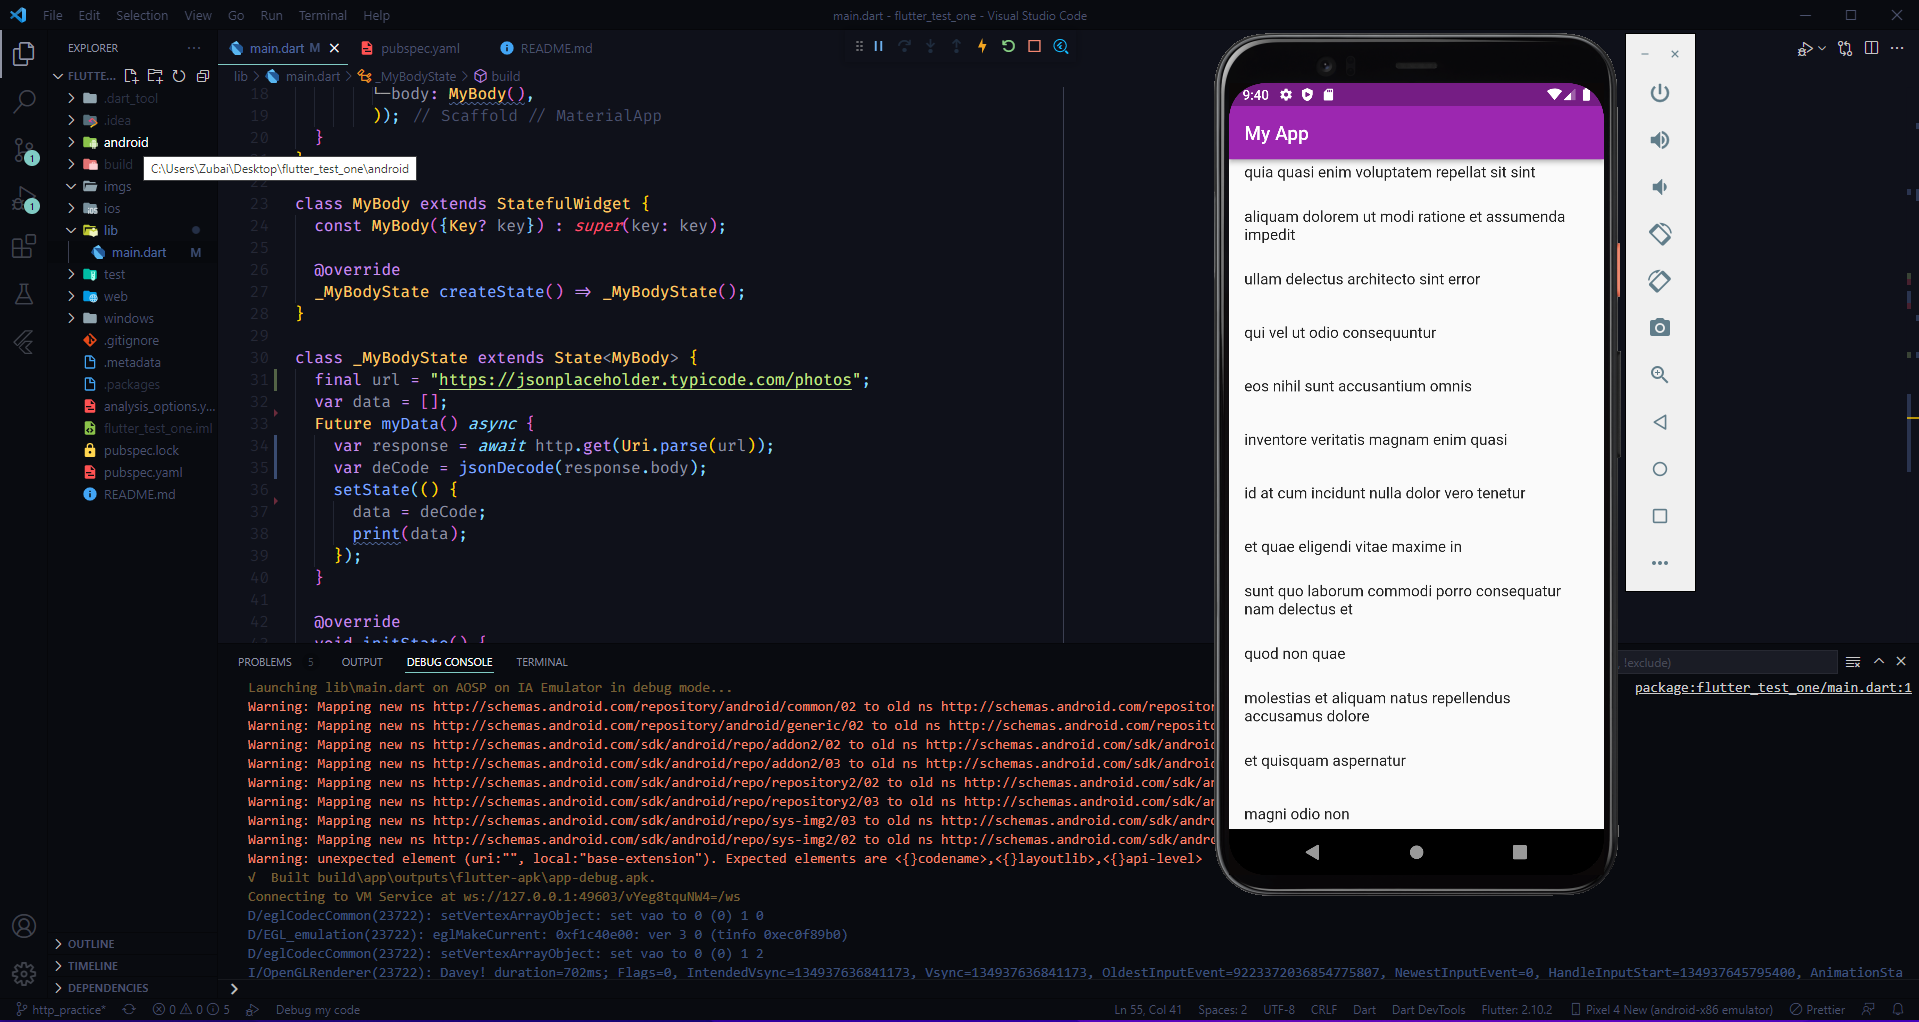 File Edit Selection View Go Run Terminal Help
main.dart - flutter_test_one - Visual Studio Code
EXPLORER
FLUTTE...
.dart_tool
.idea
android
build
C:\Users\Zubai\Desktop\flutter_test_one\android
imgs
ios
lib
main.dart M
test
web
windows
.gitignore
.metadata
.packages
analysis_options.y...
flutter_test_one.iml
pubspec.lock
pubspec.yaml
README.md
OUTLINE
TIMELINE
DEPENDENCIES
1
1
main.dart M
pubspec.yaml
README.md
lib > main.dart > _MyBodyState > build
18 body: MyBody(),
19 )); // Scaffold // MaterialApp
20 }
22
23 class MyBody extends StatefulWidget {
24 const MyBody({Key? key}) : super(key: key);
25
26 @override
27 _MyBodyState createState() => _MyBodyState();
28 }
29
30 class _MyBodyState extends State<MyBody> {
31 final url = "https://jsonplaceholder.typicode.com/photos";
32 var data = [];
33 Future myData() async {
34 var response = await http.get(Uri.parse(url));
35 var deCode = jsonDecode(response.body);
36 setState(() {
37 data = deCode;
38 print(data);
39 });
40 }
41
42 @override
43 void initState() {
PROBLEMS 5 OUTPUT DEBUG CONSOLE TERMINAL
, !exclude)
package:flutter_test_one/main.dart:1
Launching lib\main.dart on AOSP on IA Emulator in debug mode...
Warning: Mapping new ns http://schemas.android.com/repository/android/common/02 to old ns http://schemas.android.com/repositor
Warning: Mapping new ns http://schemas.android.com/repository/android/generic/02 to old ns http://schemas.android.com/reposito
Warning: Mapping new ns http://schemas.android.com/sdk/android/repo/addon2/02 to old ns http://schemas.android.com/sdk/android
Warning: Mapping new ns http://schemas.android.com/sdk/android/repo/addon2/03 to old ns http://schemas.android.com/sdk/android
Warning: Mapping new ns http://schemas.android.com/sdk/android/repo/repository2/02 to old ns http://schemas.android.com/sdk/an
Warning: Mapping new ns http://schemas.android.com/sdk/android/repo/repository2/03 to old ns http://schemas.android.com/sdk/an
Warning: Mapping new ns http://schemas.android.com/sdk/android/repo/sys-img2/03 to old ns http://schemas.android.com/sdk/andro
Warning: Mapping new ns http://schemas.android.com/sdk/android/repo/sys-img2/02 to old ns http://schemas.android.com/sdk/andro
Warning: unexpected element (uri:"", local:"base-extension"). Expected elements are <{}codename>,<{}layoutlib>,<{}api-level>
√ Built build\app\outputs\flutter-apk\app-debug.apk.
Connecting to VM Service at ws://127.0.0.1:49603/vYeg8tquNW4=/ws
D/eglCodecCommon(23722): setVertexArrayObject: set vao to 0 (0) 1 0
D/EGL_emulation(23722): eglMakeCurrent: 0xf1c40e00: ver 3 0 (tinfo 0xec0f89b0)
D/eglCodecCommon(23722): setVertexArrayObject: set vao to 0 (0) 1 2
I/OpenGLRenderer(23722): Davey! duration=702ms; Flags=0, IntendedVsync=134937636841173, Vsync=134937636841173, OldestInputEvent=9223372036854775807, NewestInputEvent=0, HandleInputStart=134937645795400, AnimationSta
9:40
My App
quia quasi enim voluptatem repellat sit sint
aliquam dolorem ut modi ratione et assumenda
impedit
ullam delectus architecto sint error
qui vel ut odio consequuntur
eos nihil sunt accusantium omnis
inventore veritatis magnam enim quasi
id at cum incidunt nulla dolor vero tenetur
et quae eligendi vitae maxime in
sunt quo laborum commodi porro consequatur
nam delectus et
quod non quae
molestias et aliquam natus repellendus
accusamus dolore
et quisquam aspernatur
magni odio non
http_practice* 0 0 5 Debug my code
Ln 55, Col 41 Spaces: 2 UTF-8 CRLF Dart Dart DevTools Flutter: 2.10.2 Pixel 4 New (android-x86 emulator) Prettier